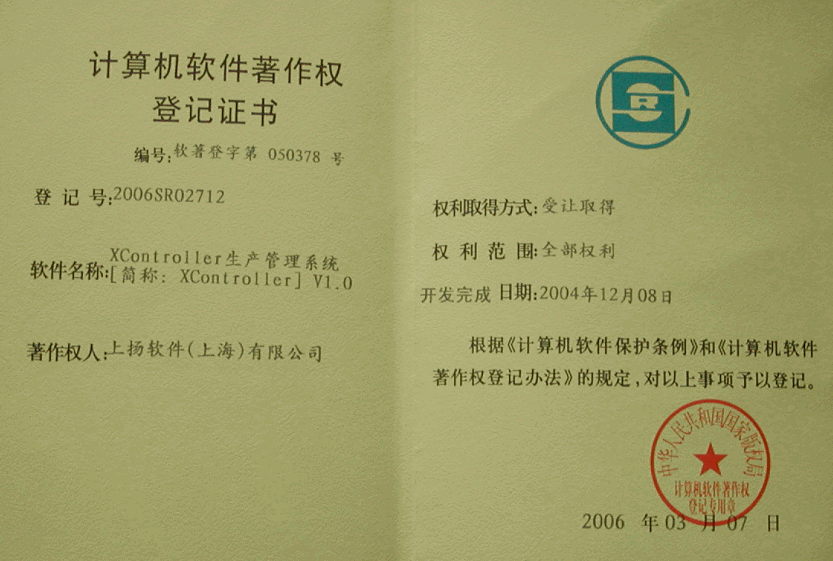 计算机软件著作权
登记证书
编号:软著登字第 050378 号
登 记 号:2006SR02712
软件名称:XController生产管理系统
[简称: XController] V1.0
著作权人:上扬软件(上海)有限公司
SR
权利取得方式:受让取得
权 利 范 围:全部权利
开发完成日期:2004年12月08日
根据《计算机软件保护条例》和《计算机软件
著作权登记办法》的规定,对以上事项予以登记。
中华人民共和国国家版权局
计算机软件著作权
登记专用章
2006 年 03 月 07 日